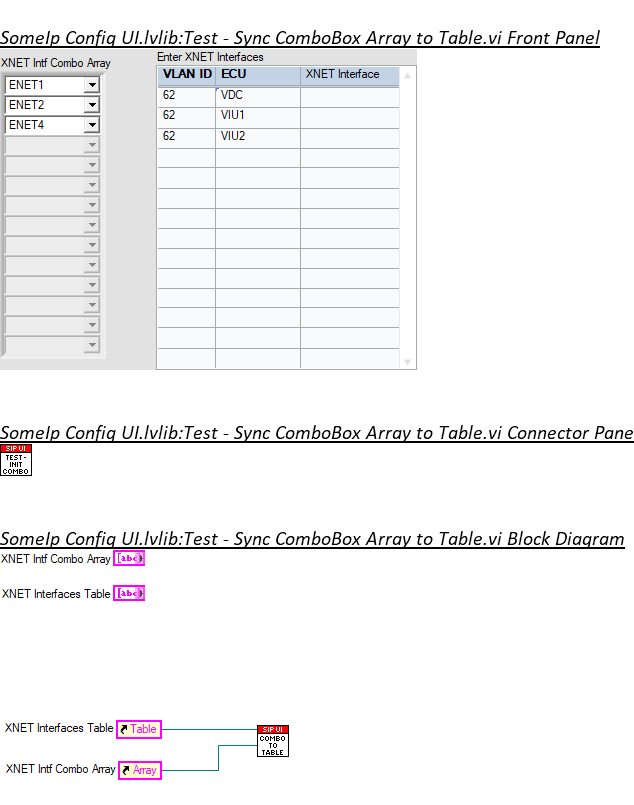 SomeIp Config UI.lvlib:Test - Sync ComboBox Array to Table.vi Front Panel
XNET Intf Combo Array
ENET1
ENET2
ENET4
Enter XNET Interfaces
VLAN ID ECU XNET Interface
62 VDC
62 VIU1
62 VIU2
SomeIp Config UI.lvlib:Test - Sync ComboBox Array to Table.vi Connector Pane
SIP UI
TEST -
INIT
COMBO
SomeIp Config UI.lvlib:Test - Sync ComboBox Array to Table.vi Block Diagram
XNET Intf Combo Array [abc]
XNET Interfaces Table [abc]
XNET Interfaces Table Table
SIP UI
COMBO
TO
TABLE
XNET Intf Combo Array Array